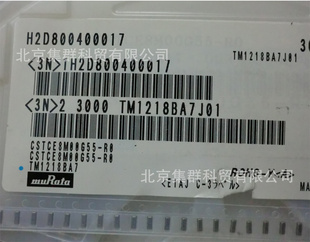 H2D800400017
30
TM1218BA7J01
北京集群科贸有限公司
<3N>1H2D800400017
<3N>2 3000 TM1218BA7J01
CSTCE8M00G55-R0
CSTCE8M00G55-R0
TM1218BA7
北京集群科贸有限公司
muRata
<EIAJ C-3ラベル>
MA